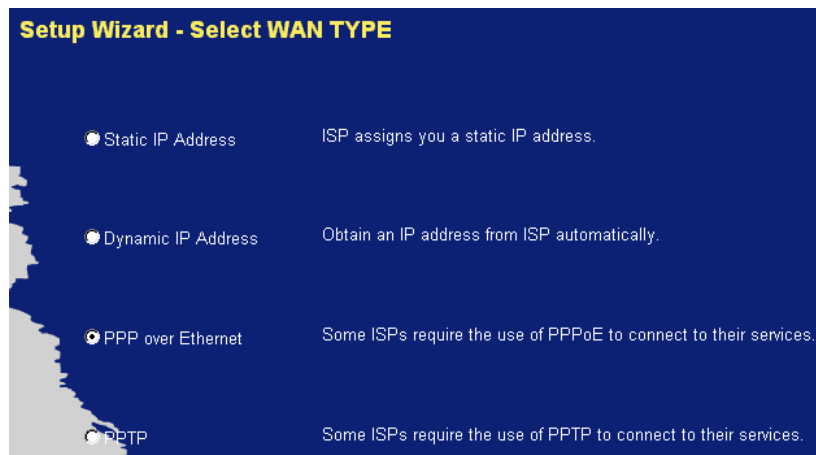 Setup Wizard - Select WAN TYPE
Static IP Address ISP assigns you a static IP address.
Dynamic IP Address Obtain an IP address from ISP automatically.
PPP over Ethernet Some ISPs require the use of PPPoE to connect to their services.
PPTP Some ISPs require the use of PPTP to connect to their services.